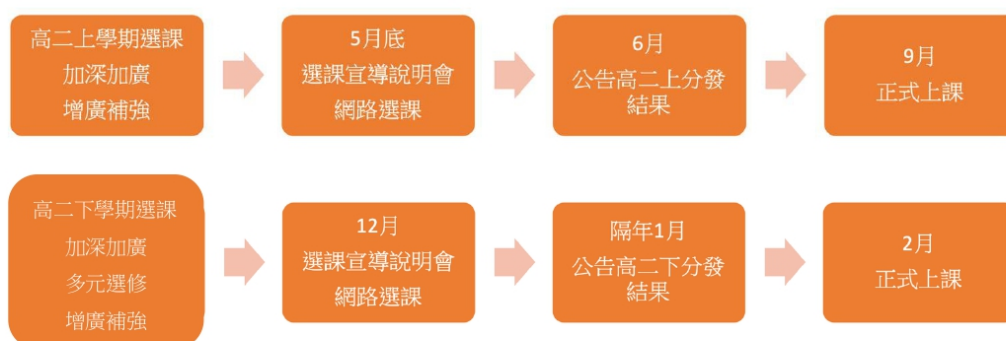 高二上學期選課
加深加廣
增廣補強
5月底
選課宣導說明會
網路選課
6月
公告高二上分發
結果
9月
正式上課
高二下學期選課
加深加廣
多元選修
增廣補強
12月
選課宣導說明會
網路選課
隔年1月
公告高二下分發
結果
2月
正式上課